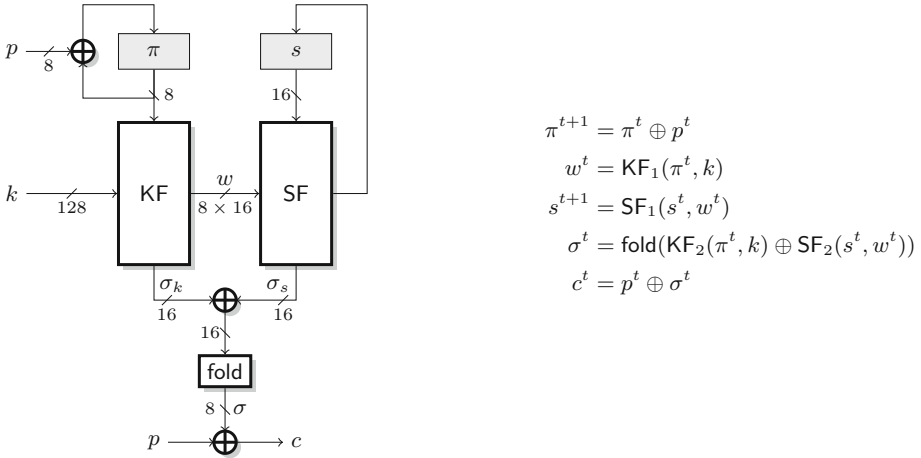 p
8
π
s
8
16
k
128
KF
w
8 × 16
SF
σ_k
σ_s
16
16
16
fold
8
σ
p
c
π^{t+1} = π^t ⊕ p^t
w^t = KF_1(π^t, k)
s^{t+1} = SF_1(s^t, w^t)
σ^t = fold(KF_2(π^t, k) ⊕ SF_2(s^t, w^t))
c^t = p^t ⊕ σ^t